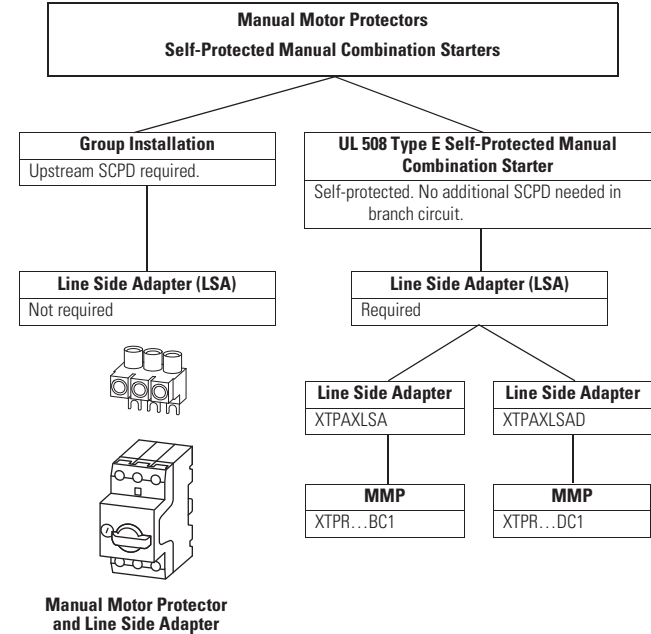 Manual Motor Protectors
Self-Protected Manual Combination Starters
Group Installation
Upstream SCPD required.
UL 508 Type E Self-Protected Manual
Combination Starter
Self-protected. No additional SCPD needed in
branch circuit.
Line Side Adapter (LSA)
Not required
Line Side Adapter (LSA)
Required
Line Side Adapter
XTPAXLSA
Line Side Adapter
XTPAXLSAD
MMP
XTPR…BC1
MMP
XTPR…DC1
Manual Motor Protector
and Line Side Adapter